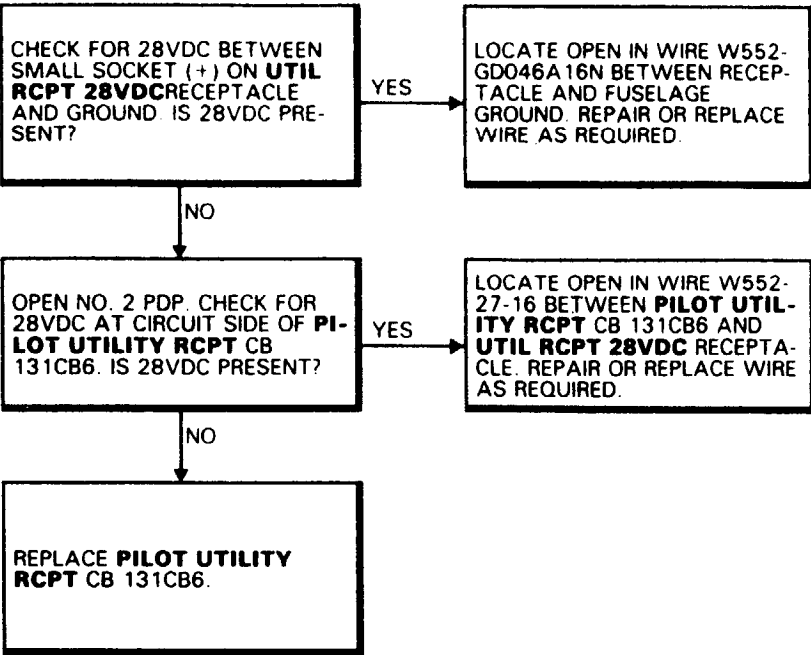 CHECK FOR 28VDC BETWEEN
SMALL SOCKET (+) ON UTIL
RCPT 28VDCRECEPTACLE
AND GROUND. IS 28VDC PRE-
SENT?
YES
LOCATE OPEN IN WIRE W552-
GD046A16N BETWEEN RECEP-
TACLE AND FUSELAGE
GROUND. REPAIR OR REPLACE
WIRE AS REQUIRED.
NO
OPEN NO. 2 PDP. CHECK FOR
28VDC AT CIRCUIT SIDE OF PI-
LOT UTILITY RCPT CB
131CB6. IS 28VDC PRESENT?
YES
LOCATE OPEN IN WIRE W552-
27-16 BETWEEN PILOT UTIL-
ITY RCPT CB 131CB6 AND
UTIL RCPT 28VDC RECEPTA-
CLE. REPAIR OR REPLACE WIRE
AS REQUIRED.
NO
REPLACE PILOT UTILITY
RCPT CB 131CB6.